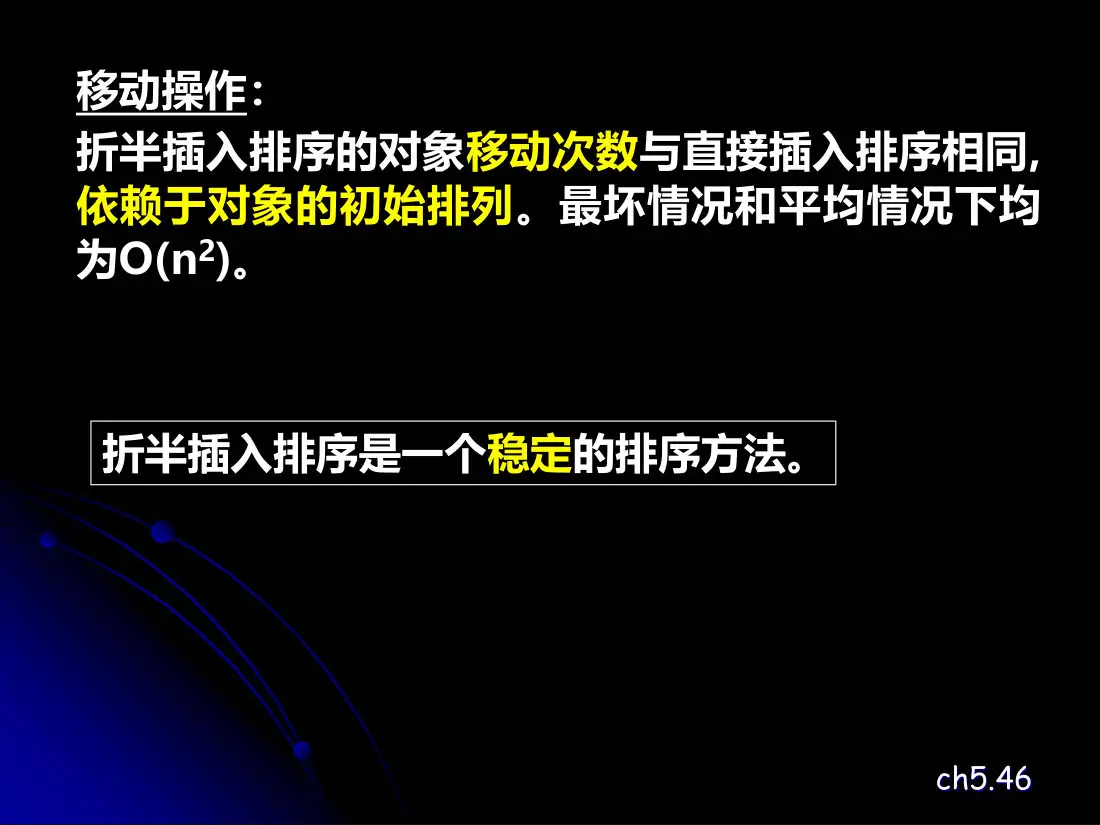 移动操作：
折半插入排序的对象移动次数与直接插入排序相同,
依赖于对象的初始排列。最坏情况和平均情况下均
为O(n²)。
折半插入排序是一个稳定的排序方法。
ch5.46